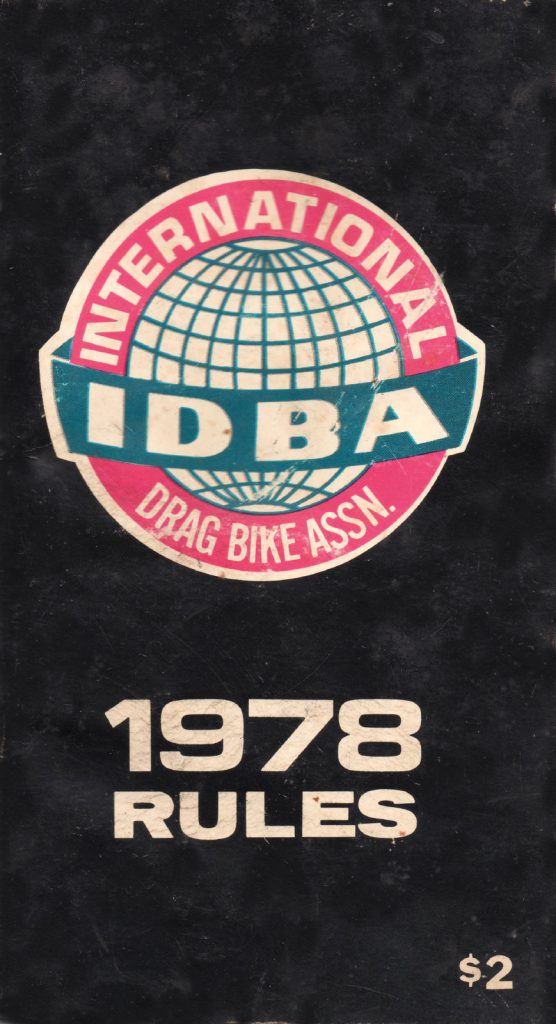 INTERNATIONAL
IDBA
DRAG BIKE ASSN.
1978
RULES
$2